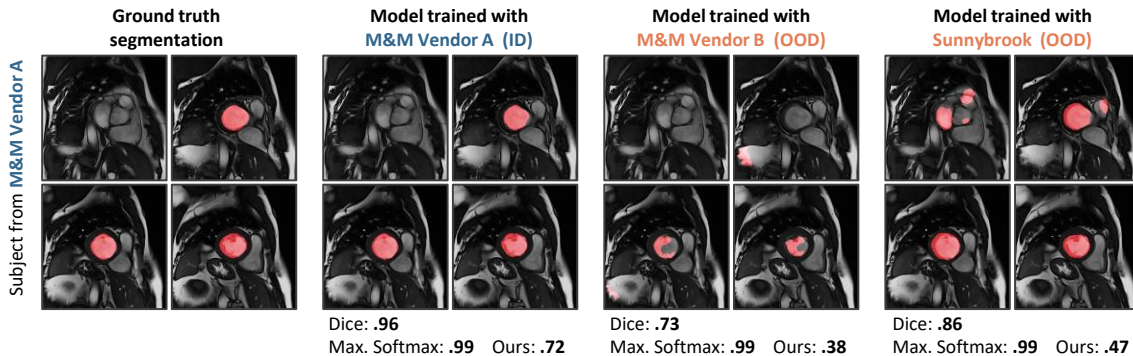 Ground truth
segmentation
Model trained with
M&M Vendor A (ID)
Model trained with
M&M Vendor B (OOD)
Model trained with
Sunnybrook (OOD)
Subject from M&M Vendor A
Dice: .96
Max. Softmax: .99 Ours: .72
Dice: .73
Max. Softmax: .99 Ours: .38
Dice: .86
Max. Softmax: .99 Ours: .47